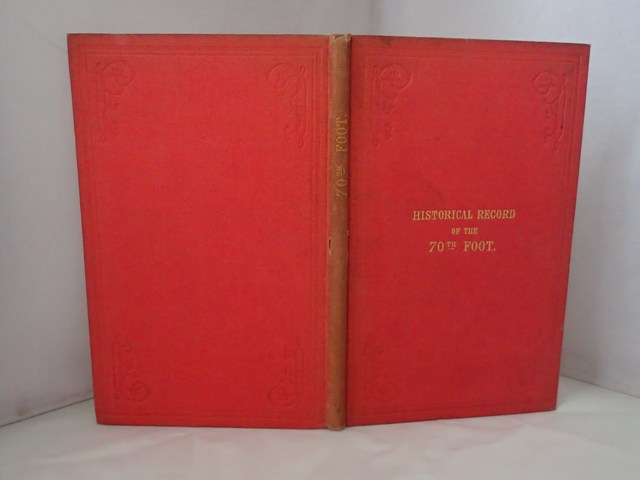 70TH FOOT.
HISTORICAL RECORD
OF THE
70TH FOOT.